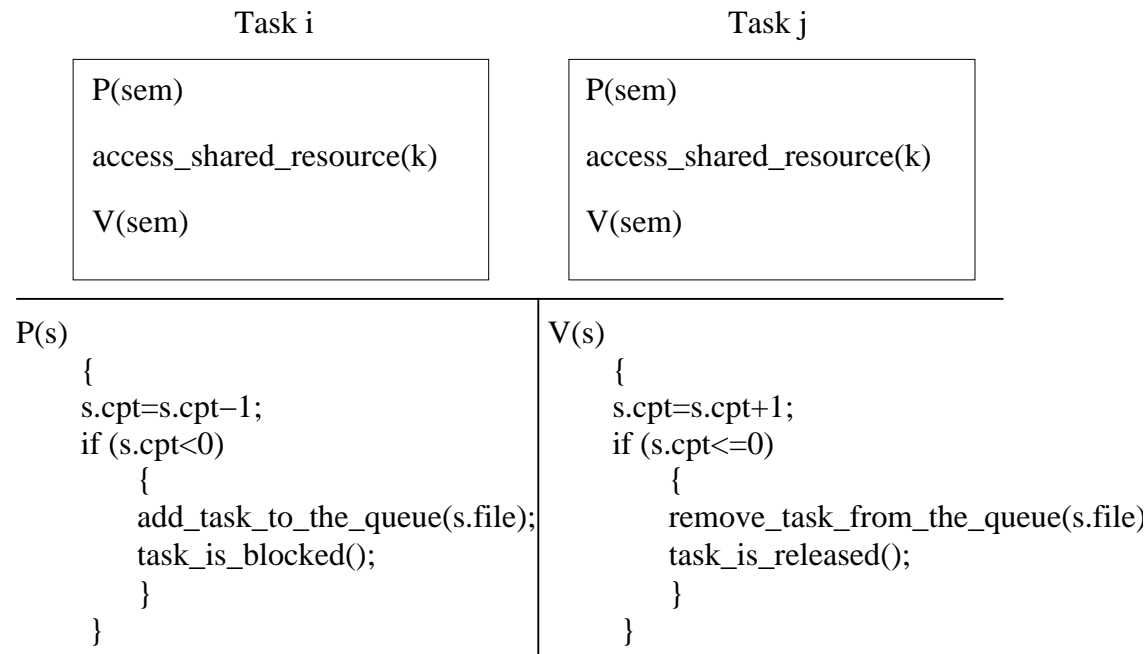 Task i
P(sem)
access_shared_resource(k)
V(sem)
Task j
P(sem)
access_shared_resource(k)
V(sem)
P(s)
{
s.cpt=s.cpt−1;
if (s.cpt<0)
{
add_task_to_the_queue(s.file);
task_is_blocked();
}
}
V(s)
{
s.cpt=s.cpt+1;
if (s.cpt<=0)
{
remove_task_from_the_queue(s.file)
task_is_released();
}
}